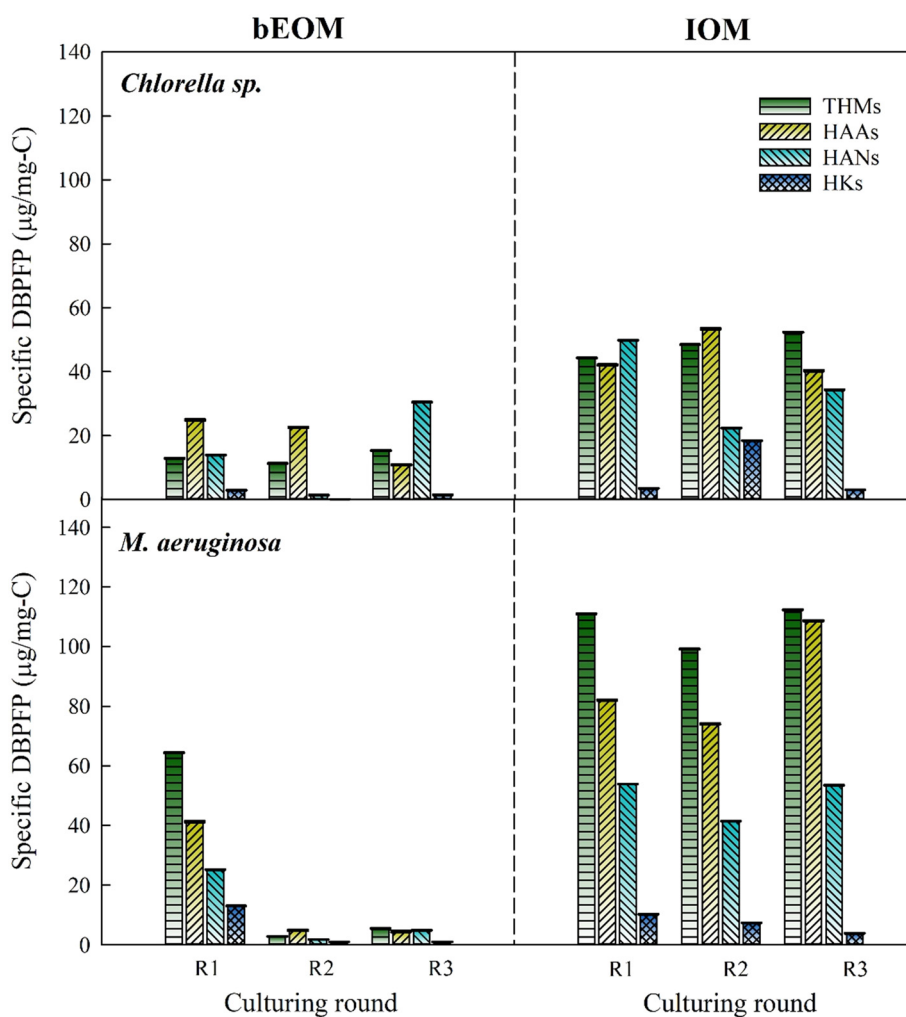 bEOM
IOM
Specific DBPFP (µg/mg-C)
140
120
100
80
60
40
20
0
Chlorella sp.
THMs
HAAs
HANs
HKs
Specific DBPFP (µg/mg-C)
140
120
100
80
60
40
20
0
M. aeruginosa
R1 R2 R3
R1 R2 R3
Culturing round
Culturing round